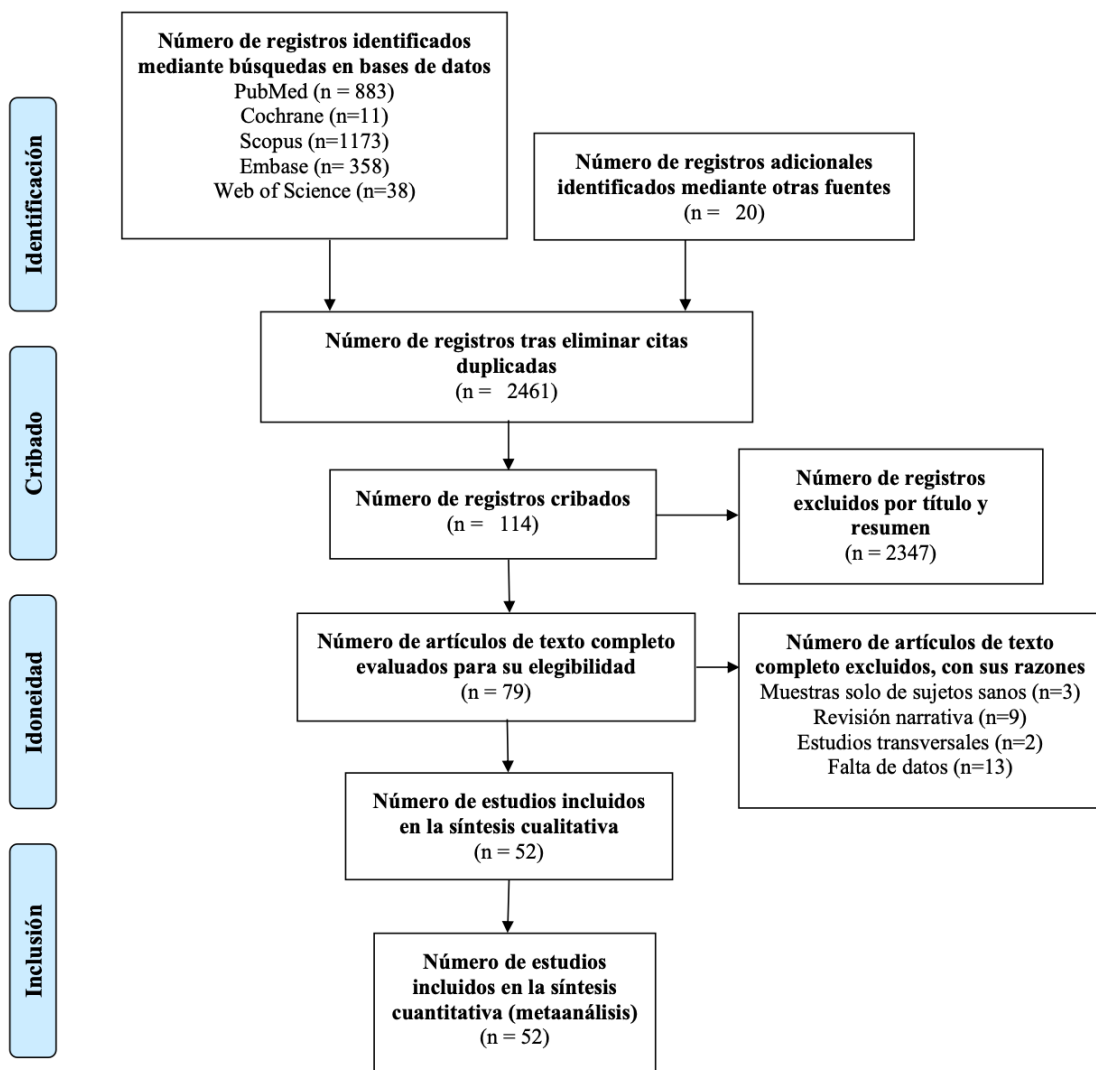 Número de registros identificados
mediante búsquedas en bases de datos
PubMed (n = 883)
Cochrane (n=11)
Scopus (n=1173)
Embase (n= 358)
Web of Science (n=38)
Número de registros adicionales
identificados mediante otras fuentes
(n = 20)
Identificación
Número de registros tras eliminar citas
duplicadas
(n = 2461)
Cribado
Número de registros cribados
(n = 114)
Número de registros
excluidos por título y
resumen
(n = 2347)
Idoneidad
Número de artículos de texto completo
evaluados para su elegibilidad
(n = 79)
Número de artículos de texto
completo excluidos, con sus razones
Muestras solo de sujetos sanos (n=3)
Revisión narrativa (n=9)
Estudios transversales (n=2)
Falta de datos (n=13)
Número de estudios incluidos
en la síntesis cualitativa
(n = 52)
Inclusión
Número de estudios
incluidos en la síntesis
cuantitativa (metaanálisis)
(n = 52)